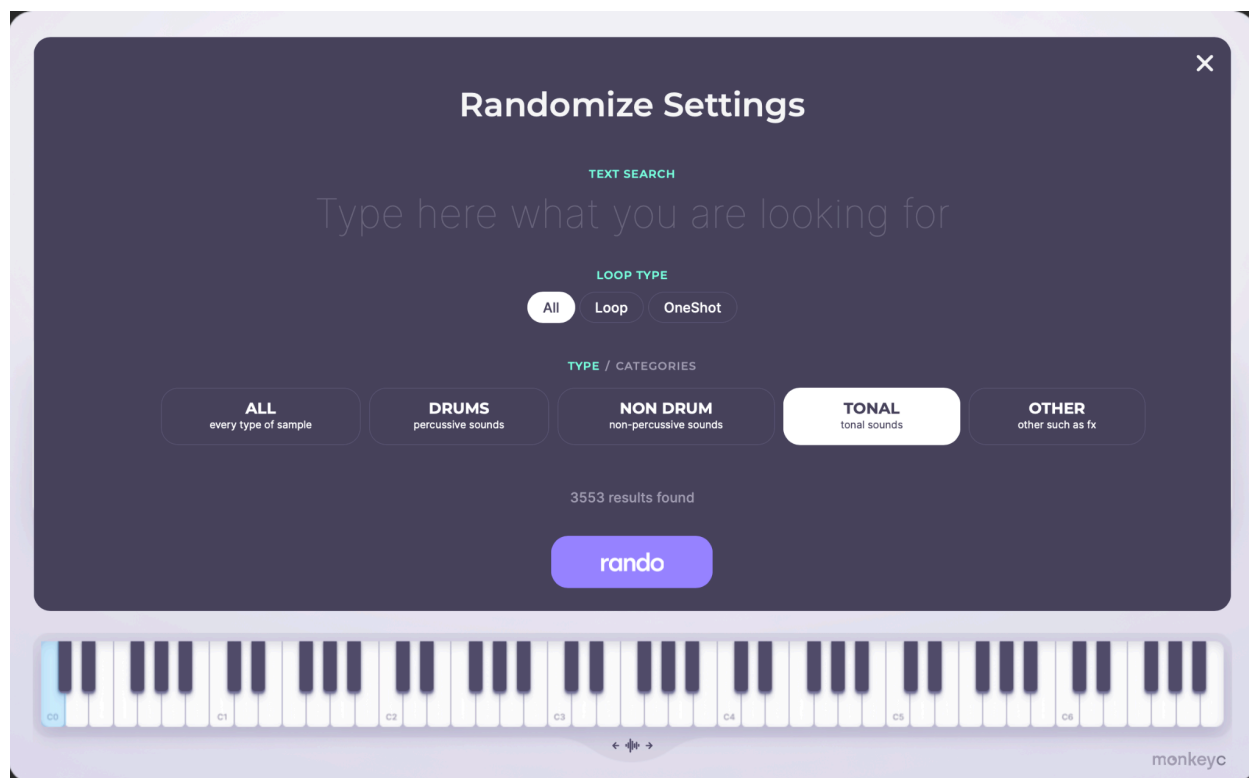 Randomize Settings
TEXT SEARCH
Type here what you are looking for
LOOP TYPE
All Loop OneShot
TYPE / CATEGORIES
ALL DRUMS NON DRUM TONAL OTHER
every type of sample percussive sounds non-percussive sounds tonal sounds other such as fx
3553 results found
rando
C0 C1 C2 C3 C4 C5 C6
monkeyc